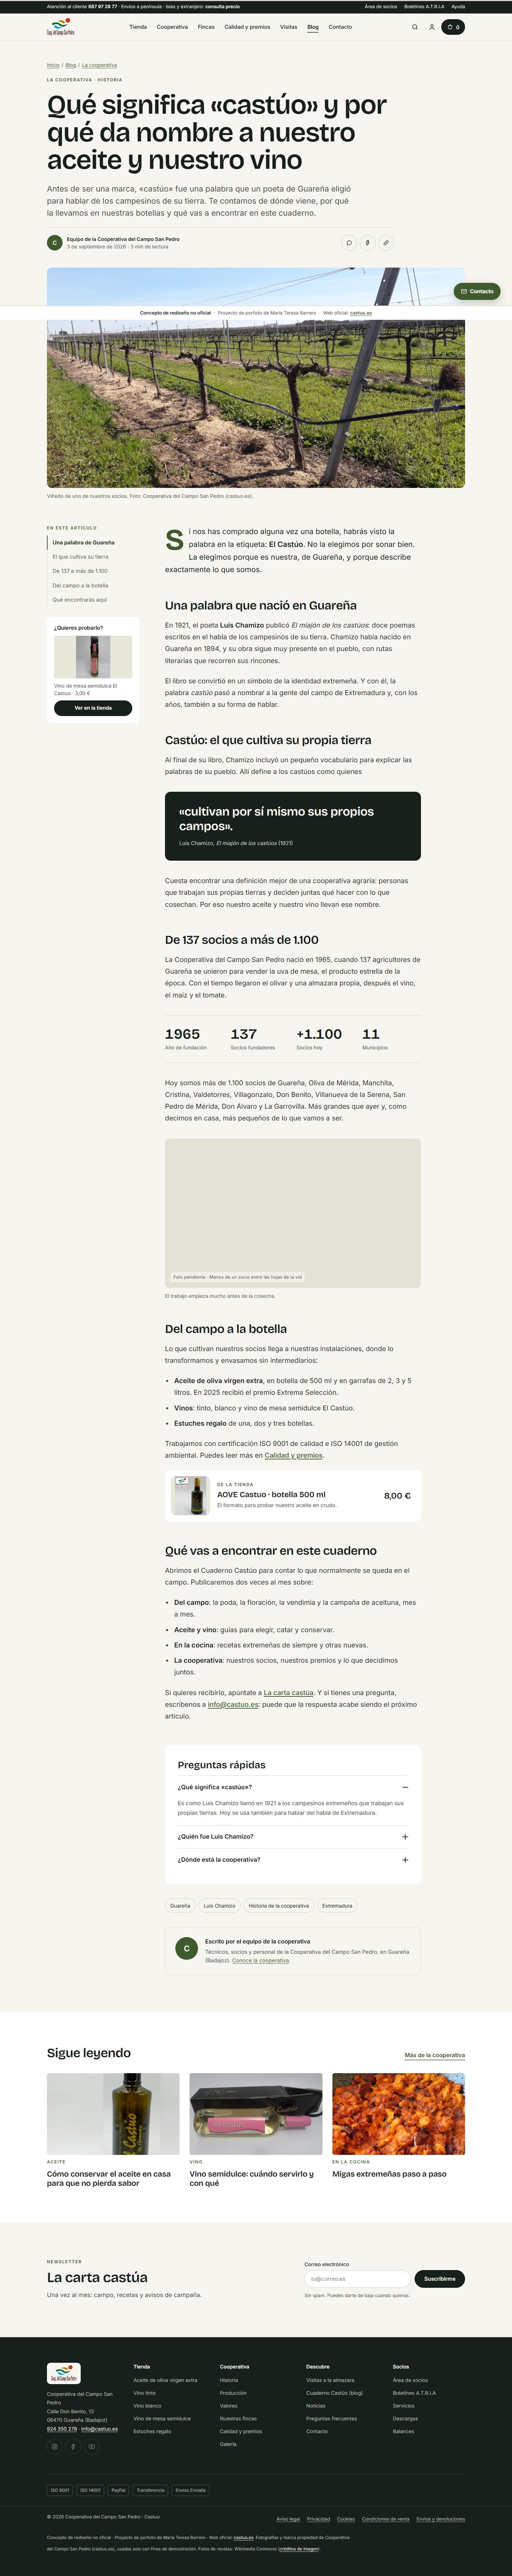 Atención al cliente 687 97 28 77 · Envíos a península · Islas y extranjero: consulta precio
Área de socios Boletines A.T.R.I.A Ayuda
Tienda Cooperativa Fincas Calidad y premios Visitas Blog Contacto
0
Inicio / Blog / La cooperativa
LA COOPERATIVA · HISTORIA
Qué significa «castúo» y por
qué da nombre a nuestro
aceite y nuestro vino
Antes de ser una marca, «castúo» fue una palabra que un poeta de Guareña eligió
para hablar de los campesinos de su tierra. Te contamos de dónde viene, por qué
la llevamos en nuestras botellas y qué vas a encontrar en este cuaderno.
C
Equipo de la Cooperativa del Campo San Pedro
3 de septiembre de 2026 · 3 min de lectura
Contacto
Concepto de rediseño no oficial · Proyecto de porfolio de María Teresa Barrero · Web oficial: castuo.es
Viñedo de uno de nuestros socios. Foto: Cooperativa del Campo San Pedro (castuo.es).
EN ESTE ARTÍCULO
Una palabra de Guareña
El que cultiva su tierra
De 137 a más de 1.100
Del campo a la botella
Qué encontrarás aquí
¿Quieres probarlo?
Vino de mesa semidulce El
Castuo · 3,00 €
Ver en la tienda
Si nos has comprado alguna vez una botella, habrás visto la
palabra en la etiqueta: El Castúo. No la elegimos por sonar bien.
La elegimos porque es nuestra, de Guareña, y porque describe
exactamente lo que somos.
Una palabra que nació en Guareña
En 1921, el poeta Luis Chamizo publicó El miajón de los castúos: doce poemas
escritos en el habla de los campesinos de su tierra. Chamizo había nacido en
Guareña en 1894, y su obra sigue muy presente en el pueblo, con rutas
literarias que recorren sus rincones.
El libro se convirtió en un símbolo de la identidad extremeña. Y con él, la
palabra castúo pasó a nombrar a la gente del campo de Extremadura y, con los
años, también a su forma de hablar.
Castúo: el que cultiva su propia tierra
Al final de su libro, Chamizo incluyó un pequeño vocabulario para explicar las
palabras de su pueblo. Allí define a los castúos como quienes
«cultivan por sí mismo sus propios
campos».
Luis Chamizo, El miajón de los castúos (1921)
Cuesta encontrar una definición mejor de una cooperativa agraria: personas
que trabajan sus propias tierras y deciden juntas qué hacer con lo que
cosechan. Por eso nuestro aceite y nuestro vino llevan ese nombre.
De 137 socios a más de 1.100
La Cooperativa del Campo San Pedro nació en 1965, cuando 137 agricultores de
Guareña se unieron para vender la uva de mesa, el producto estrella de la
época. Con el tiempo llegaron el olivar y una almazara propia, después el vino,
el maíz y el tomate.
1965 137 +1.100 11
Año de fundación Socios fundadores Socios hoy Municipios
Hoy somos más de 1.100 socios de Guareña, Oliva de Mérida, Manchita,
Cristina, Valdetorres, Villagonzalo, Don Benito, Villanueva de la Serena, San
Pedro de Mérida, Don Álvaro y La Garrovilla. Más grandes que ayer y, como
decimos en casa, más pequeños de lo que vamos a ser.
Foto pendiente · Manos de un socio entre las hojas de la vid
El trabajo empieza mucho antes de la cosecha.
Del campo a la botella
Lo que cultivan nuestros socios llega a nuestras instalaciones, donde lo
transformamos y envasamos sin intermediarios:
• Aceite de oliva virgen extra, en botella de 500 ml y en garrafas de 2, 3 y 5
litros. En 2025 recibió el premio Extrema Selección.
• Vinos: tinto, blanco y vino de mesa semidulce El Castúo.
• Estuches regalo de una, dos y tres botellas.
Trabajamos con certificación ISO 9001 de calidad e ISO 14001 de gestión
ambiental. Puedes leer más en Calidad y premios.
DE LA TIENDA
AOVE Castuo · botella 500 ml
El formato para probar nuestro aceite en crudo.
8,00 €
Qué vas a encontrar en este cuaderno
Abrimos el Cuaderno Castúo para contar lo que normalmente se queda en el
campo. Publicaremos dos veces al mes sobre:
• Del campo: la poda, la floración, la vendimia y la campaña de aceituna, mes
a mes.
• Aceite y vino: guías para elegir, catar y conservar.
• En la cocina: recetas extremeñas de siempre y otras nuevas.
• La cooperativa: nuestros socios, nuestros premios y lo que decidimos
juntos.
Si quieres recibirlo, apúntate a La carta castúa. Y si tienes una pregunta,
escríbenos a info@castuo.es: puede que la respuesta acabe siendo el próximo
artículo.
Preguntas rápidas
¿Qué significa «castúo»?
Es como Luis Chamizo llamó en 1921 a los campesinos extremeños que trabajan sus
propias tierras. Hoy se usa también para hablar del habla de Extremadura.
¿Quién fue Luis Chamizo?
¿Dónde está la cooperativa?
Guareña Luis Chamizo Historia de la cooperativa Extremadura
C
Escrito por el equipo de la cooperativa
Técnicos, socios y personal de la Cooperativa del Campo San Pedro, en Guareña
(Badajoz). Conoce la cooperativa.
Sigue leyendo
Más de la cooperativa
ACEITE
Cómo conservar el aceite en casa
para que no pierda sabor
VINO
Vino semidulce: cuándo servirlo y
con qué
EN LA COCINA
Migas extremeñas paso a paso
NEWSLETTER
La carta castúa
Una vez al mes: campo, recetas y avisos de campaña.
Correo electrónico
tu@correo.es
Suscribirme
Sin spam. Puedes darte de baja cuando quieras.
Cooperativa del Campo San
Pedro
Calle Don Benito, 13
06470 Guareña (Badajoz)
924 350 278 · info@castuo.es
Tienda
Aceite de oliva virgen extra
Vino tinto
Vino blanco
Vino de mesa semidulce
Estuches regalo
Cooperativa
Historia
Producción
Valores
Nuestras fincas
Calidad y premios
Galería
Descubre
Visitas a la almazara
Cuaderno Castúo (blog)
Noticias
Preguntas frecuentes
Contacto
Socios
Área de socios
Boletines A.T.R.I.A
Servicios
Descargas
Balances
ISO 9001 ISO 14001 PayPal Transferencia Envíos Envialia
© 2026 Cooperativa del Campo San Pedro · Castuo
Aviso legal Privacidad Cookies Condiciones de venta Envíos y devoluciones
Concepto de rediseño no oficial · Proyecto de porfolio de María Teresa Barrero · Web oficial: castuo.es. Fotografías y marca propiedad de Cooperativa
del Campo San Pedro (castuo.es), usadas solo con fines de demostración. Fotos de recetas: Wikimedia Commons (créditos de imagen).